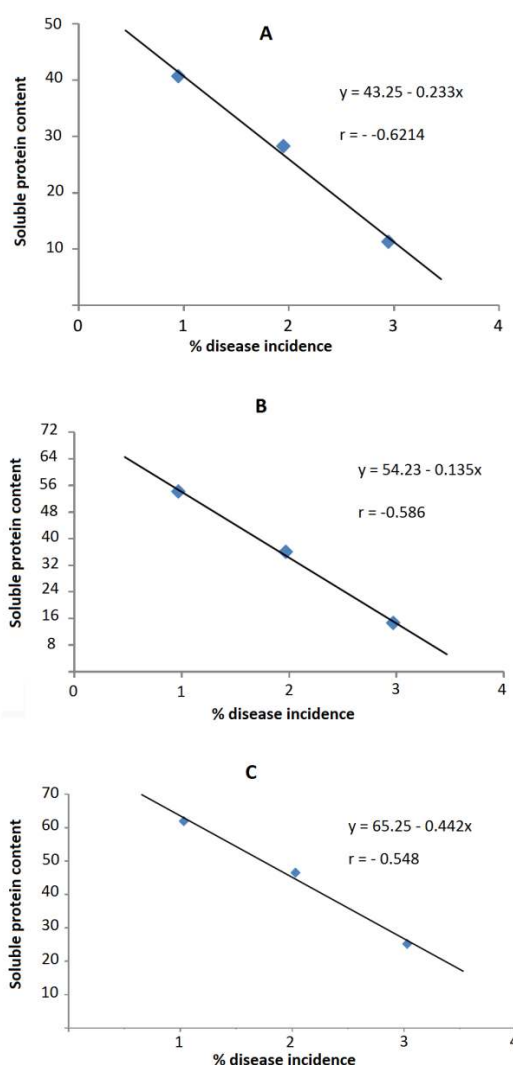 A
50
40
30
20
10
Soluble protein content
y = 43.25 - 0.233x
r = - -0.6214
0 1 2 3 4
% disease incidence
B
72
64
56
48
40
32
24
16
8
Soluble protein content
y = 54.23 - 0.135x
r = -0.586
0 1 2 3 4
% disease incidence
C
70
60
50
40
30
20
10
Soluble protein content
y = 65.25 - 0.442x
r = - 0.548
1 2 3 4
% disease incidence